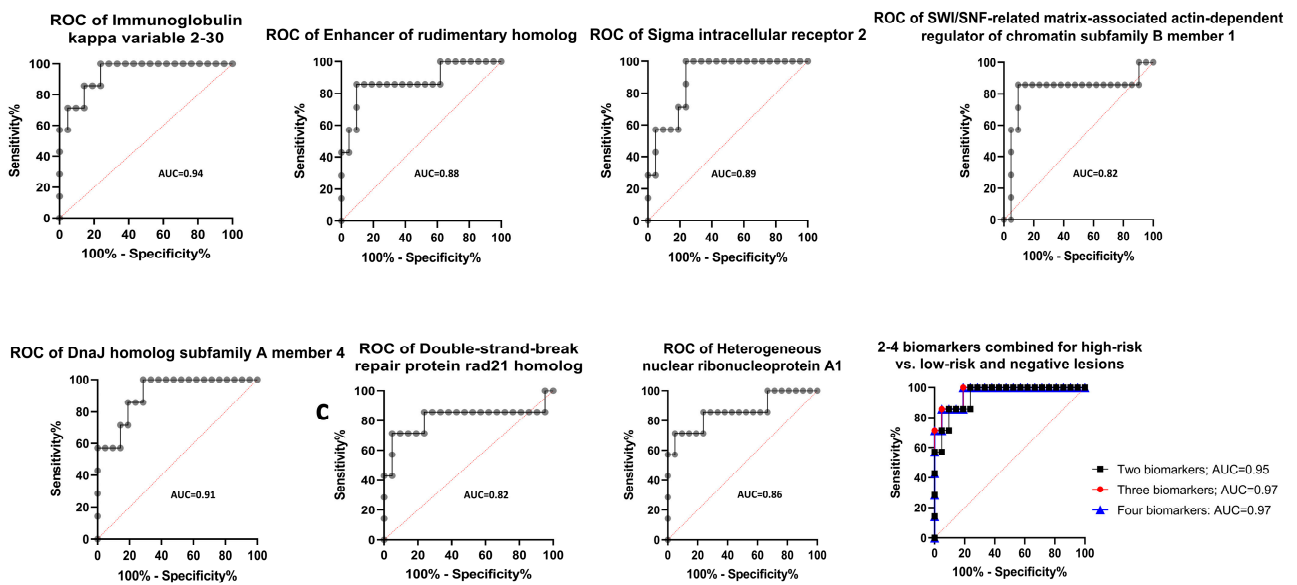 ROC of Immunoglobulin
kappa variable 2-30
Sensitivity%
100
80
60
40
20
0
AUC=0.94
0 20 40 60 80 100
100% - Specificity%
ROC of Enhancer of rudimentary homolog
Sensitivity%
100
80
60
40
20
0
AUC=0.88
0 20 40 60 80 100
100% - Specificity%
ROC of Sigma intracellular receptor 2
Sensitivity%
100
80
60
40
20
0
AUC=0.89
0 20 40 60 80 100
100% - Specificity%
ROC of SWI/SNF-related matrix-associated actin-dependent
regulator of chromatin subfamily B member 1
Sensitivity%
100
80
60
40
20
0
AUC=0.82
0 20 40 60 80 100
100% - Specificity%
ROC of DnaJ homolog subfamily A member 4
Sensitivity%
100
80
60
40
20
0
AUC=0.91
0 20 40 60 80 100
100% - Specificity%
C
ROC of Double-strand-break
repair protein rad21 homolog
Sensitivity%
100
80
60
40
20
0
AUC=0.82
0 20 40 60 80 100
100% - Specificity%
ROC of Heterogeneous
nuclear ribonucleoprotein A1
Sensitivity%
100
80
60
40
20
0
AUC=0.86
0 20 40 60 80 100
100% - Specificity%
2-4 biomarkers combined for high-risk
vs. low-risk and negative lesions
Sensitivity%
100
80
60
40
20
0
0 20 40 60 80 100
100% - Specificity%
Two biomarkers; AUC=0.95
Three biomarkers; AUC=0.97
Four biomarkers; AUC=0.97